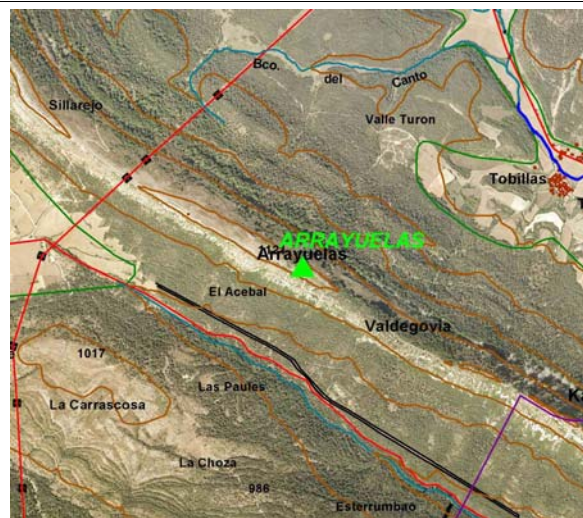 Bco.
del
Canto
Sillarejo
Valle Turon
Tobillas
ARRAYUELAS
Arrayuelas
El Acebal
Valdegovia
1017
Las Paules
La Carrascosa
La Choza
986
Esterrumbao